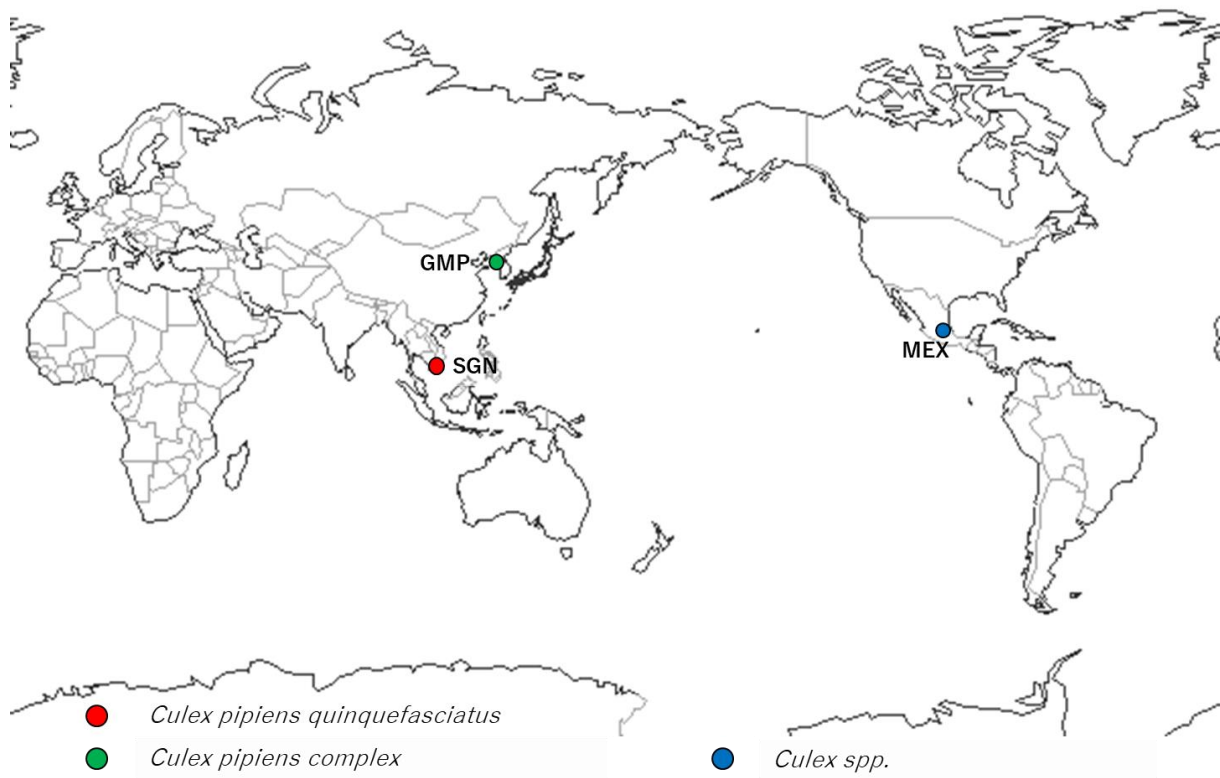 GMP
SGN
MEX
Culex pipiens quinquefasciatus
Culex pipiens complex
Culex spp.